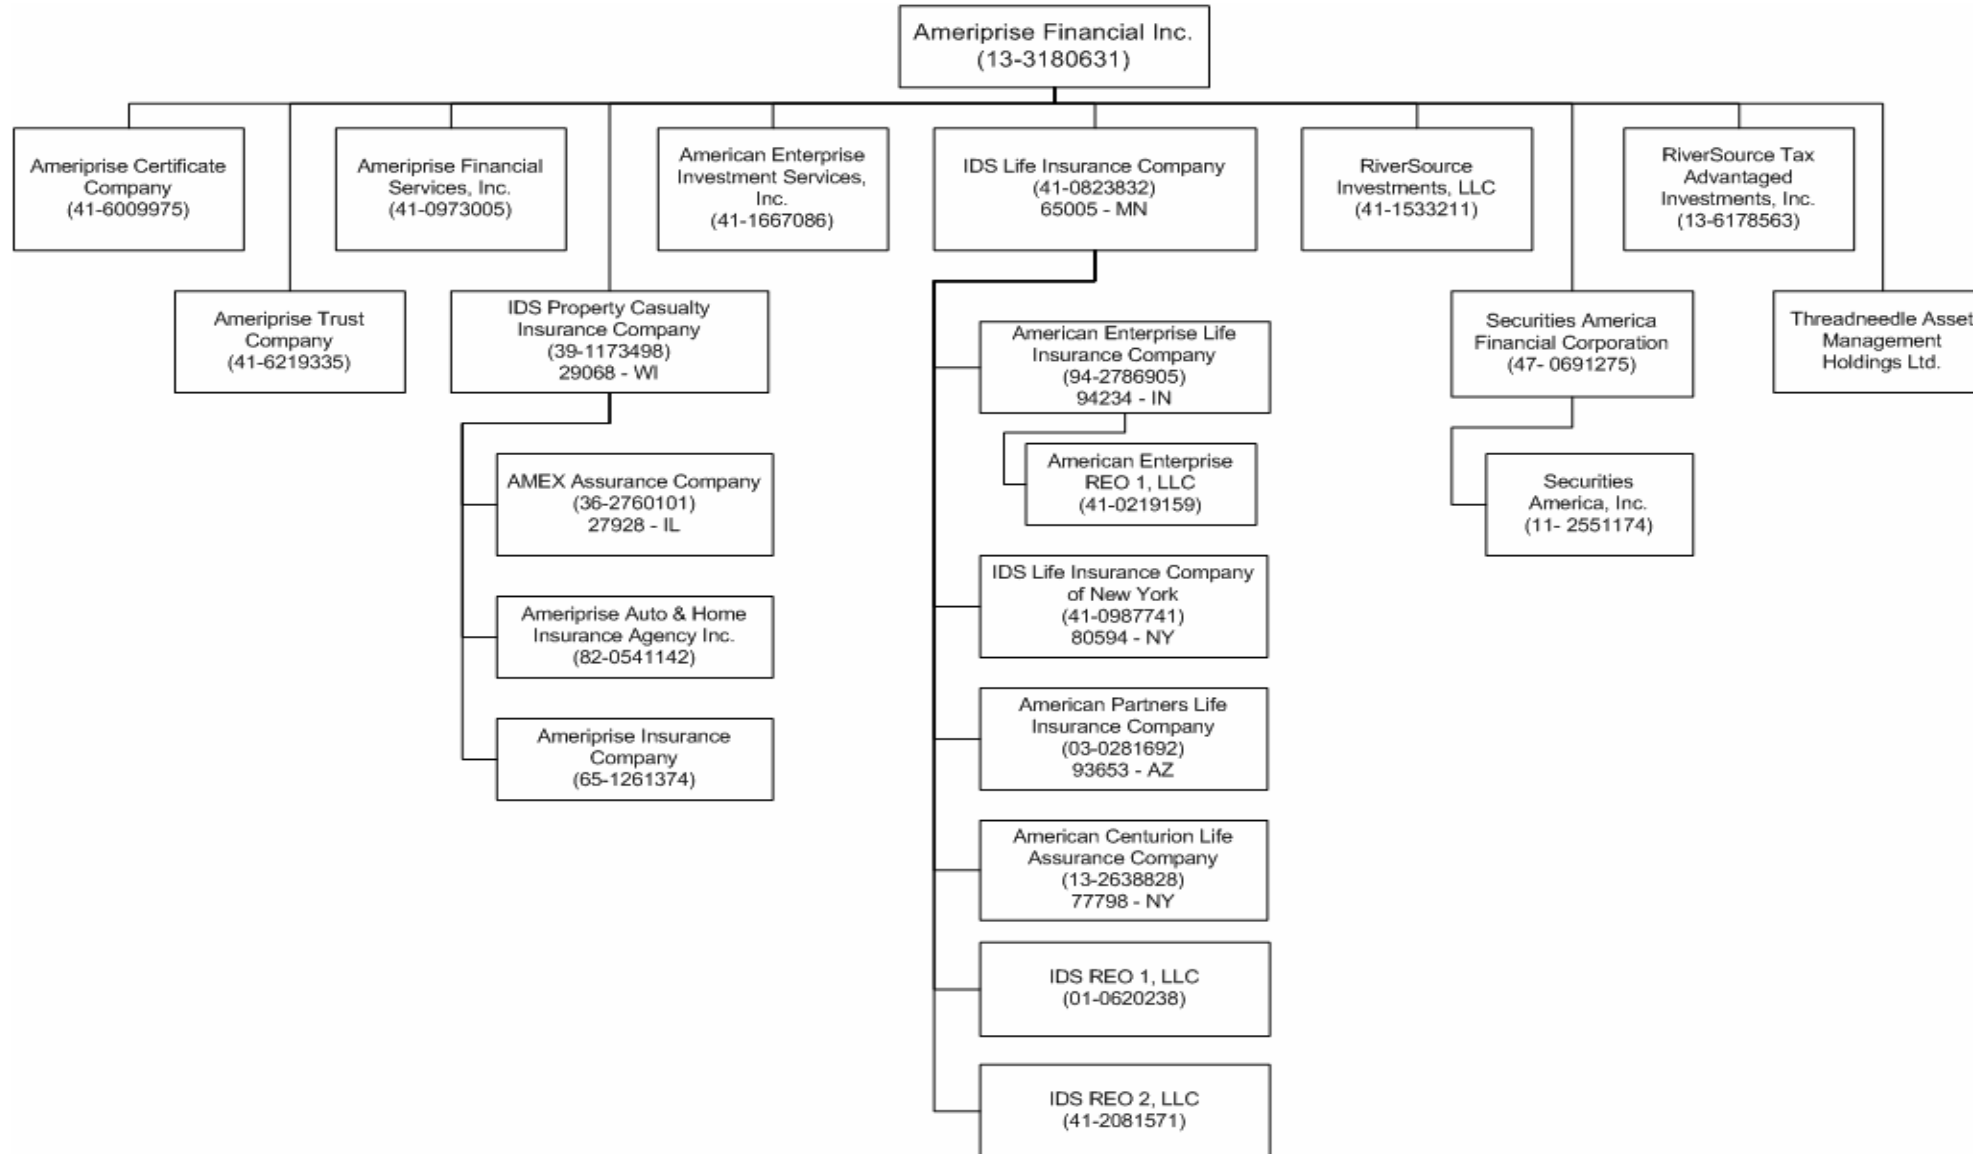 Ameriprise Financial Inc.
(13-3180631)
Ameriprise Certificate
Company
(41-6009975)
Ameriprise Financial
Services, Inc.
(41-0973005)
American Enterprise
Investment Services,
Inc.
(41-1667086)
IDS Life Insurance Company
(41-0823832)
65005 - MN
RiverSource
Investments, LLC
(41-1533211)
RiverSource Tax
Advantaged
Investments, Inc.
(13-6178563)
Ameriprise Trust
Company
(41-6219335)
IDS Property Casualty
Insurance Company
(39-1173498)
29068 - WI
Securities America
Financial Corporation
(47- 0691275)
Threadneedle Asset
Management
Holdings Ltd.
AMEX Assurance Company
(36-2760101)
27928 - IL
Ameriprise Auto & Home
Insurance Agency Inc.
(82-0541142)
Ameriprise Insurance
Company
(65-1261374)
American Enterprise Life
Insurance Company
(94-2786905)
94234 - IN
American Enterprise
REO 1, LLC
(41-0219159)
IDS Life Insurance Company
of New York
(41-0987741)
80594 - NY
American Partners Life
Insurance Company
(03-0281692)
93653 - AZ
American Centurion Life
Assurance Company
(13-2638828)
77798 - NY
IDS REO 1, LLC
(01-0620238)
IDS REO 2, LLC
(41-2081571)
Securities
America, Inc.
(11- 2551174)